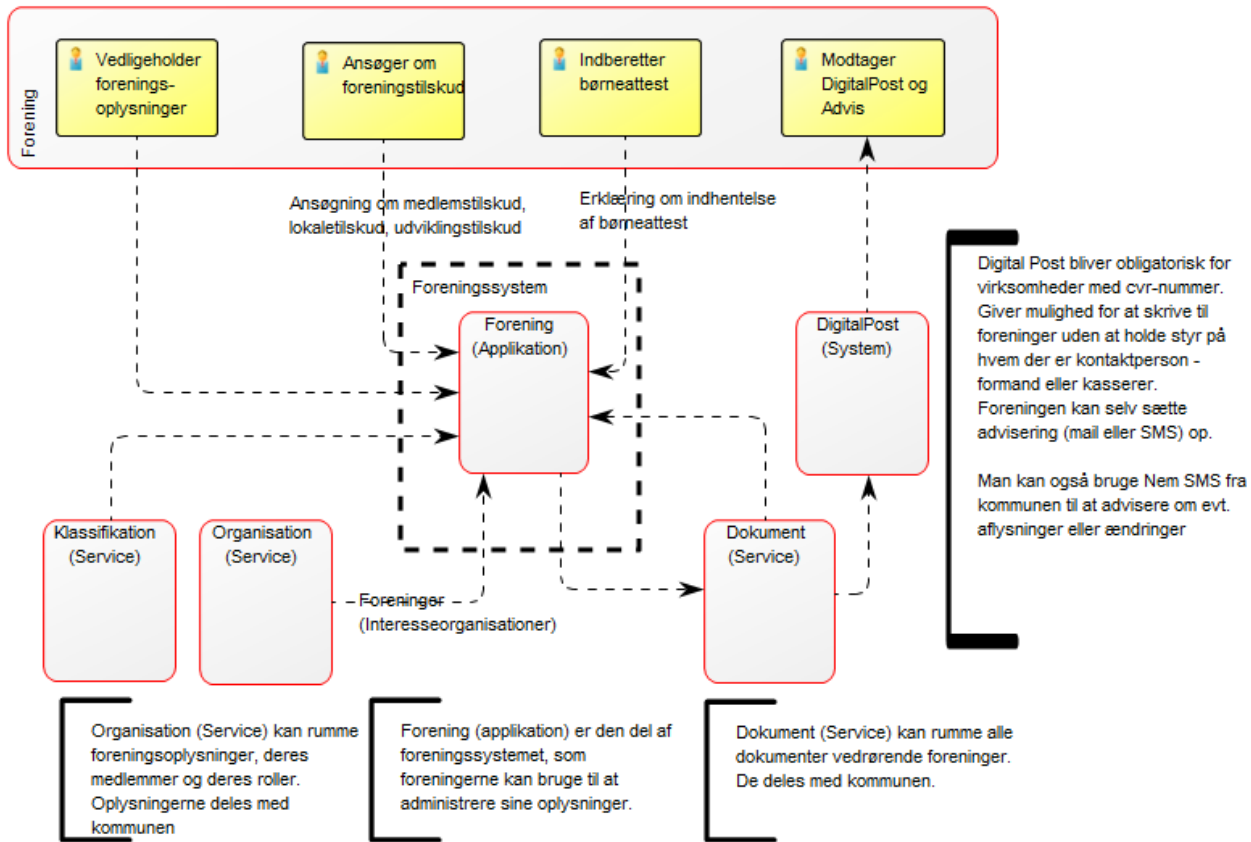 Forening
Vedligeholder
forenings-
oplysninger
Ansøger om
foreningstilskud
Indberetter
børneattest
Modtager
DigitalPost og
Advis
Ansøgning om medlemstilskud,
lokaletilskud, udviklingstilskud
Erklæring om indhentelse
af børneattest
Foreningssystem
Forening
(Applikation)
DigitalPost
(System)
Digital Post bliver obligatorisk for
virksomheder med cvr-nummer.
Giver mulighed for at skrive til
foreninger uden at holde styr på
hvem der er kontaktperson -
formand eller kasserer.
Foreningen kan selv sætte
advisering (mail eller SMS) op.
Man kan også bruge Nem SMS fra
kommunen til at advisere om evt.
aflysninger eller ændringer
Klassifikation
(Service)
Organisation
(Service)
Dokument
(Service)
Foreninger
(Interesseorganisationer)
Organisation (Service) kan rumme
foreningsoplysninger, deres
medlemmer og deres roller.
Oplysningerne deles med
kommunen
Forening (applikation) er den del af
foreningssystemet, som
foreningerne kan bruge til at
administrere sine oplysninger.
Dokument (Service) kan rumme alle
dokumenter vedrørende foreninger.
De deles med kommunen.